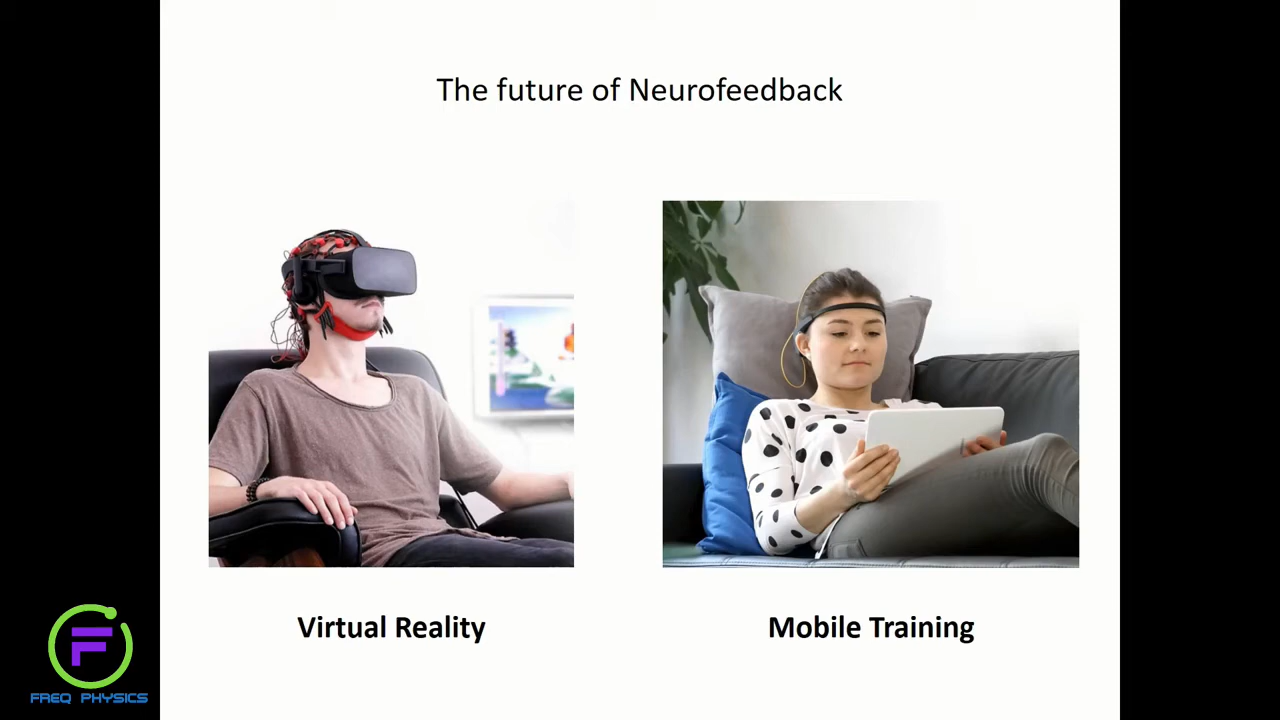 The future of Neurofeedback
Virtual Reality
Mobile Training
F
FREQ PHYSICS